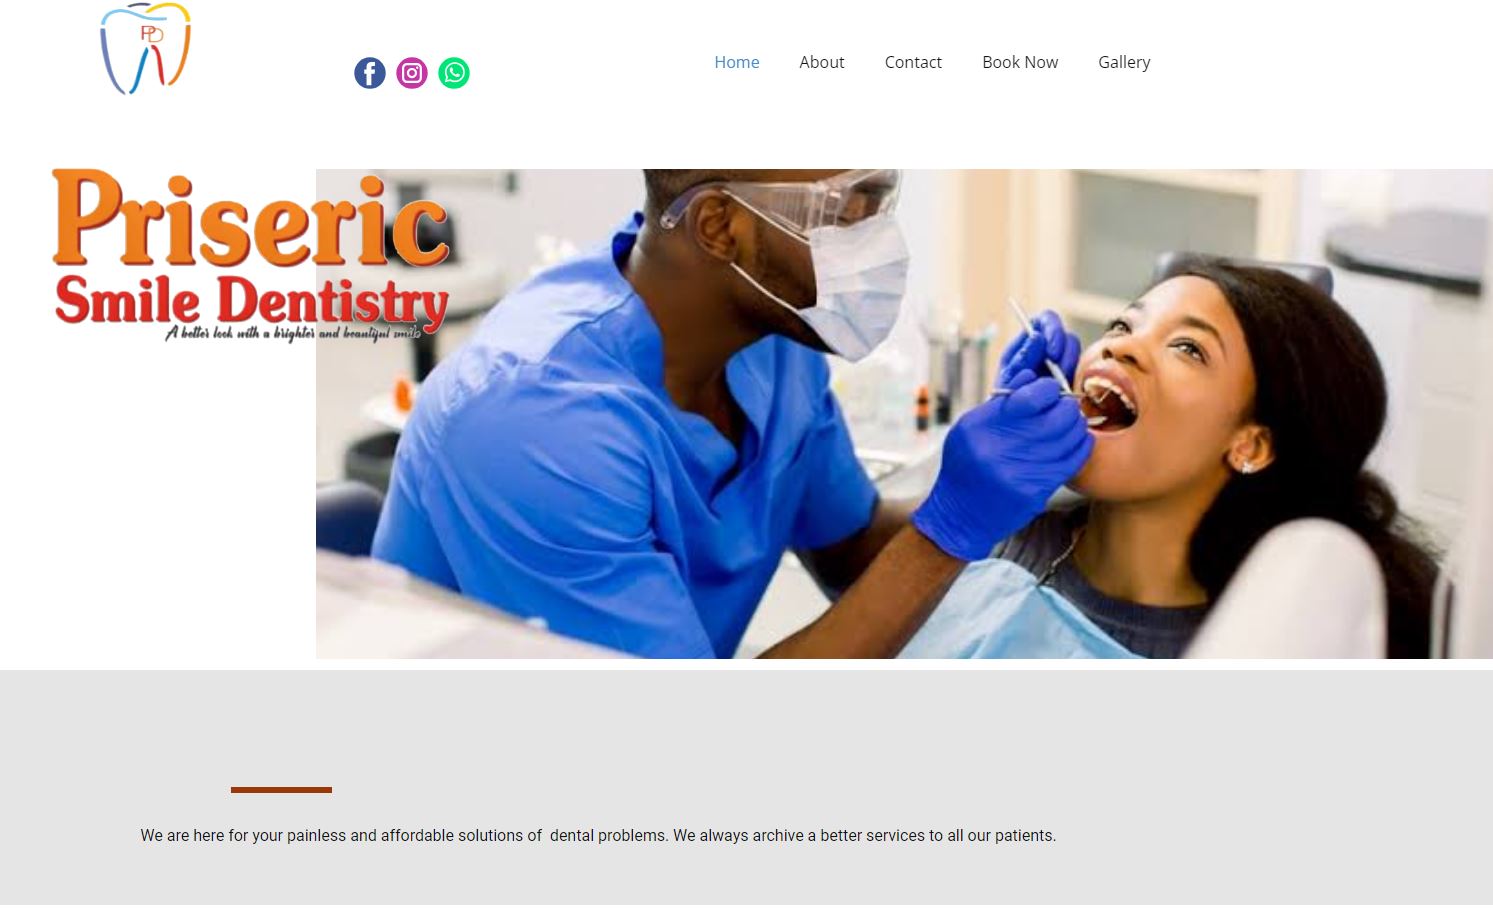 PD
Home About Contact Book Now Gallery
Priseric
Smile Dentistry
A better look with a brighter and beautiful smile
We are here for your painless and affordable solutions of  dental problems. We always archive a better services to all our patients.